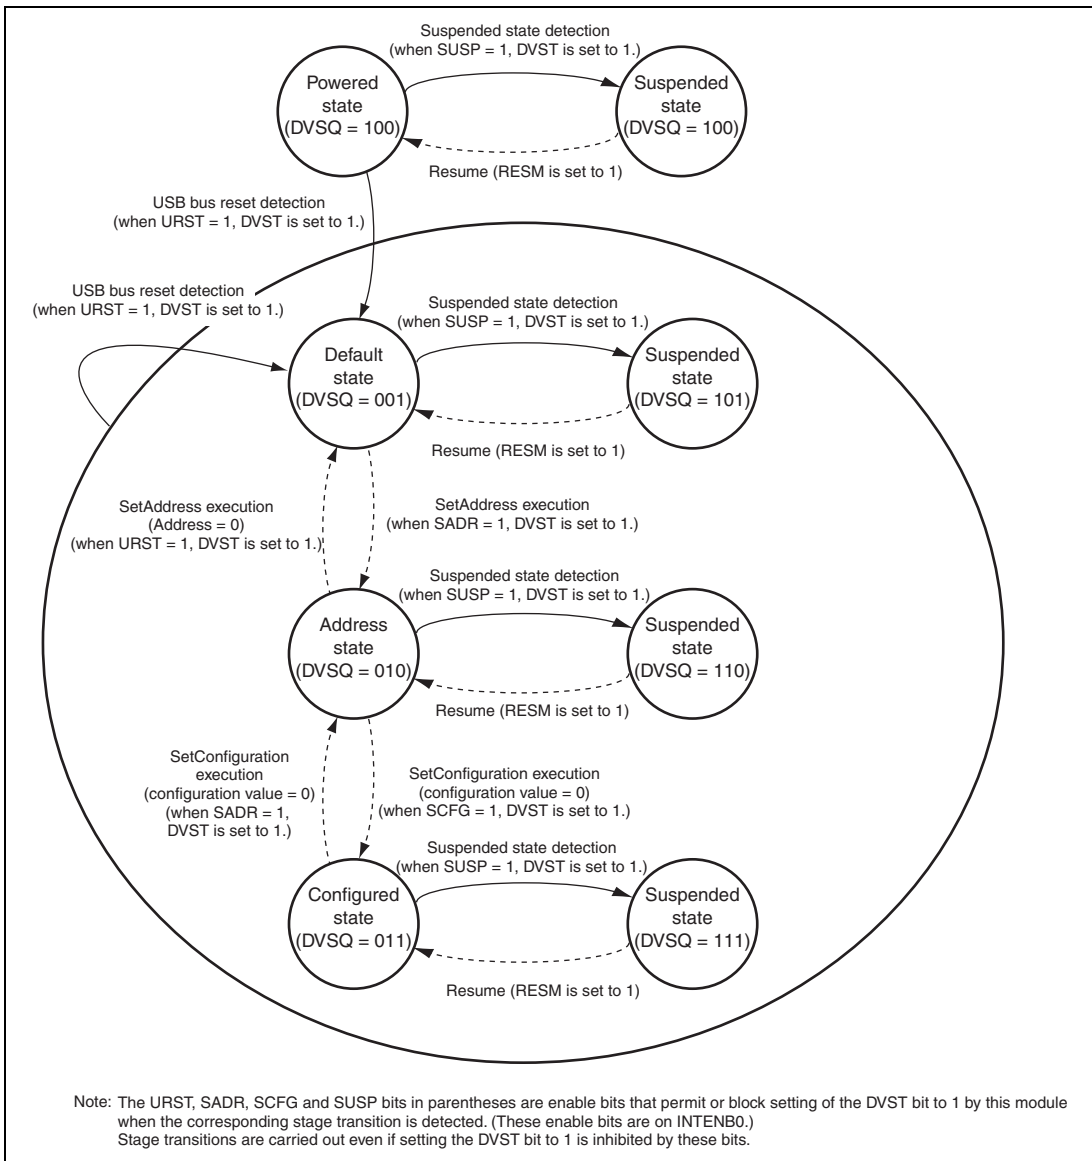 Suspended state detection
(when SUSP = 1, DVST is set to 1.)
Powered
state
(DVSQ = 100)
Suspended
state
(DVSQ = 100)
Resume (RESM is set to 1)
USB bus reset detection
(when URST = 1, DVST is set to 1.)
USB bus reset detection
(when URST = 1, DVST is set to 1.)
Suspended state detection
(when SUSP = 1, DVST is set to 1.)
Default
state
(DVSQ = 001)
Suspended
state
(DVSQ = 101)
Resume (RESM is set to 1)
SetAddress execution
(Address = 0)
(when URST = 1, DVST is set to 1.)
SetAddress execution
(when SADR = 1, DVST is set to 1.)
Suspended state detection
(when SUSP = 1, DVST is set to 1.)
Address
state
(DVSQ = 010)
Suspended
state
(DVSQ = 110)
Resume (RESM is set to 1)
SetConfiguration
execution
(configuration value = 0)
(when SADR = 1,
DVST is set to 1.)
SetConfiguration execution
(configuration value = 0)
(when SCFG = 1, DVST is set to 1.)
Suspended state detection
(when SUSP = 1, DVST is set to 1.)
Configured
state
(DVSQ = 011)
Suspended
state
(DVSQ = 111)
Resume (RESM is set to 1)
Note: The URST, SADR, SCFG and SUSP bits in parentheses are enable bits that permit or block setting of the DVST bit to 1 by this module
when the corresponding stage transition is detected. (These enable bits are on INTENB0.)
Stage transitions are carried out even if setting the DVST bit to 1 is inhibited by these bits.